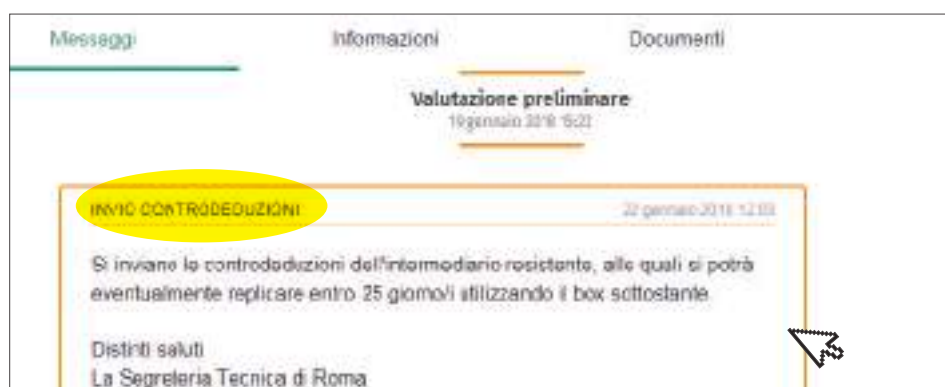 Messaggi Informazioni Documenti
Valutazione preliminare
19 gennaio 2018 15:22
INVIO CONTRODEDUZIONI 22 gennaio 2018 12:03
Si inviano le controdeduzioni dell'intermediario resistente, alle quali si potrà
eventualmente replicare entro 25 giorno/i utilizzando il box sottostante
Distinti saluti
La Segreteria Tecnica di Roma